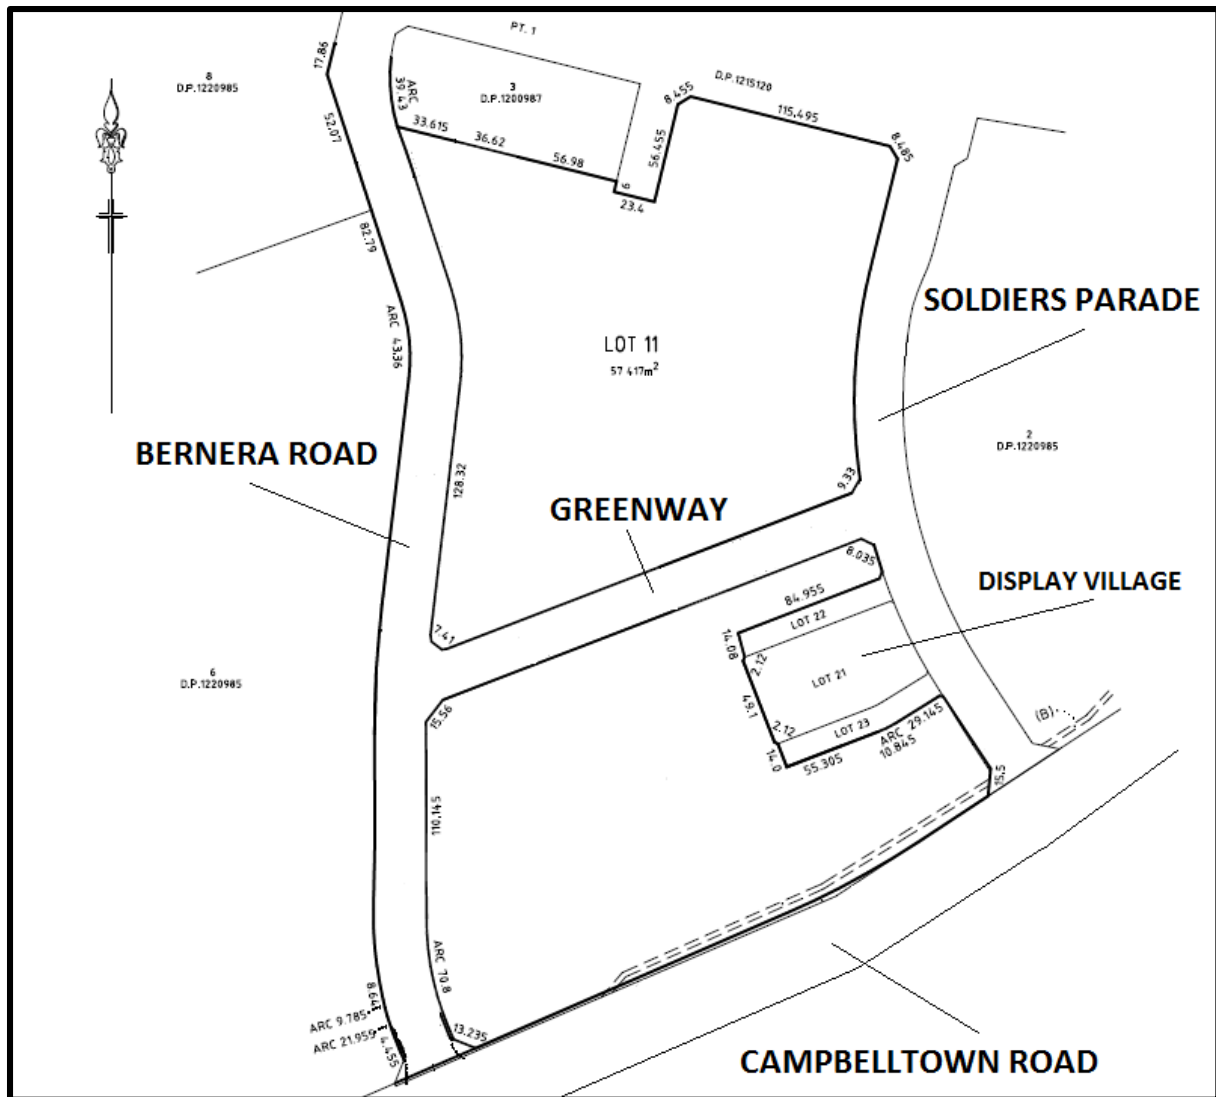 PT. 1
17.86
8
D.P.1220985
ARC
39.43
3
D.P.1200987
D.P.1215120
8.455
115.495
52.07
33.615
36.62
56.98
56.455
8.485
6
23.4
82.79
SOLDIERS PARADE
ARC 43.36
LOT 11
57 417m²
2
D.P.1220985
BERNERA ROAD
128.32
9.33
GREENWAY
8.035
DISPLAY VILLAGE
84.955
LOT 22
7.41
14.08
2.12
6
D.P.1220985
LOT 21
49.1
15.56
2.12
LOT 23
ARC 29.145
10.845
(B)
14.0
55.305
15.5
110.145
ARC 70.8
8.64
ARC 9.785
ARC 21.955
4.455
13.235
CAMPBELLTOWN ROAD